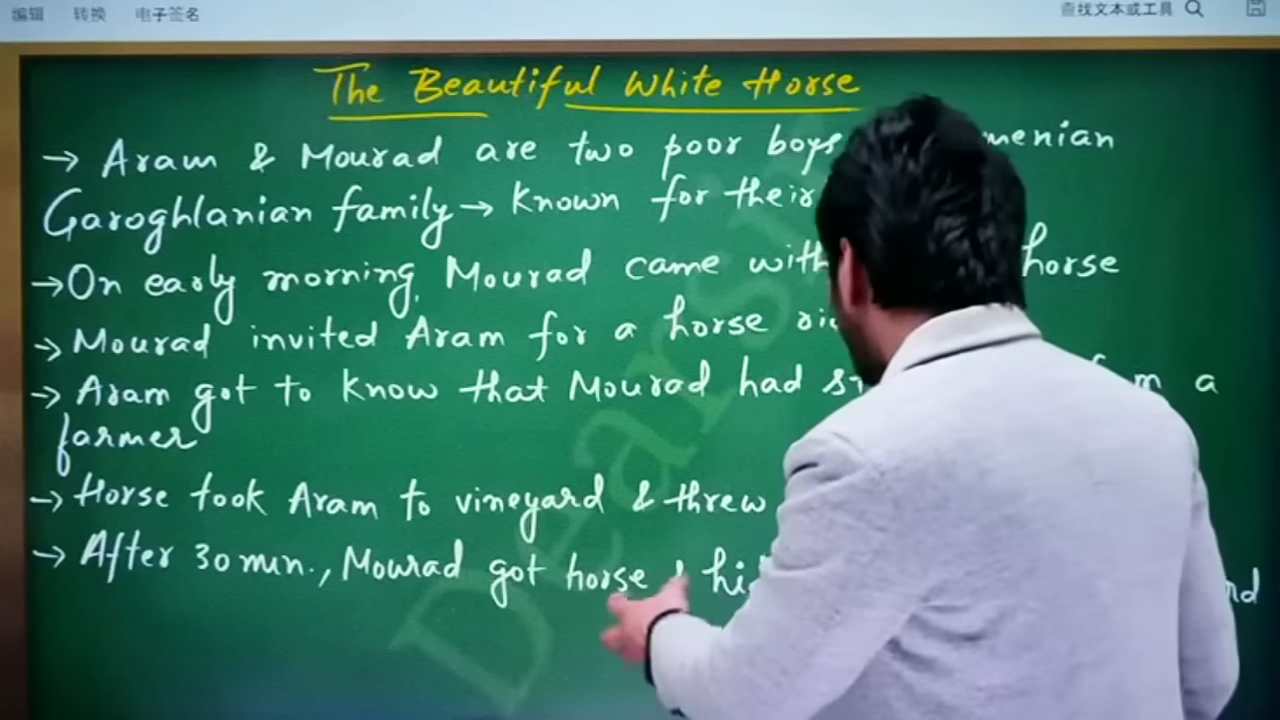 编辑 转换 电子签名 查找文本或工具
The Beautiful White Horse
→ Aram & Mourad are two poor boys
Garoghlanian family → Known for their
→ On early morning, Mourad came with horse
→ Mourad invited Aram for a horse
→ Aram got to know that Mourad had a
farmer
→ Horse took Aram to vineyard & threw
→ After 30 min., Mourad got horse
Dearsir